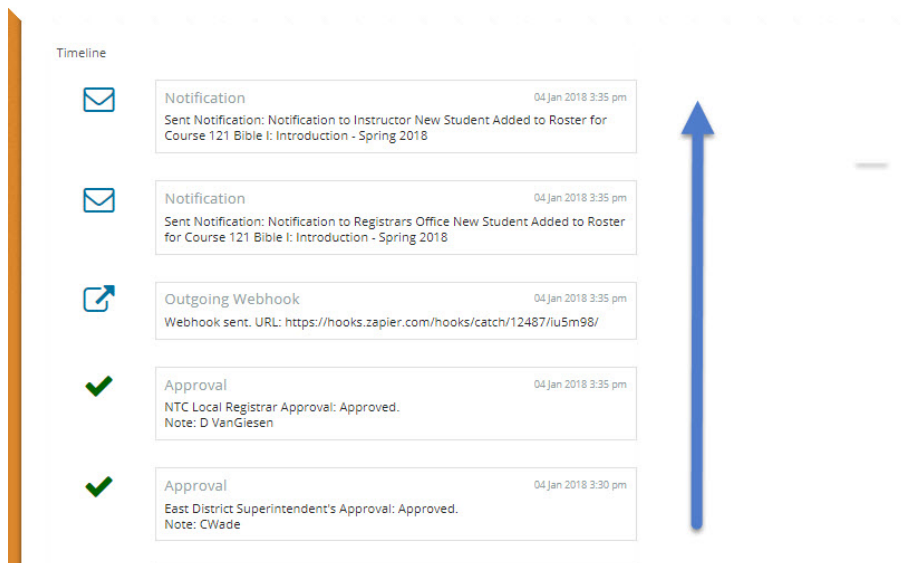 Timeline
Notification 04 Jan 2018 3:35 pm
Sent Notification: Notification to Instructor New Student Added to Roster for
Course 121 Bible I: Introduction - Spring 2018
Notification 04 Jan 2018 3:35 pm
Sent Notification: Notification to Registrars Office New Student Added to Roster
for Course 121 Bible I: Introduction - Spring 2018
Outgoing Webhook 04 Jan 2018 3:35 pm
Webhook sent. URL: https://hooks.zapier.com/hooks/catch/12487/iu5m98/
Approval 04 Jan 2018 3:35 pm
NTC Local Registrar Approval: Approved.
Note: D VanGiesen
Approval 04 Jan 2018 3:30 pm
East District Superintendent's Approval: Approved.
Note: CWade